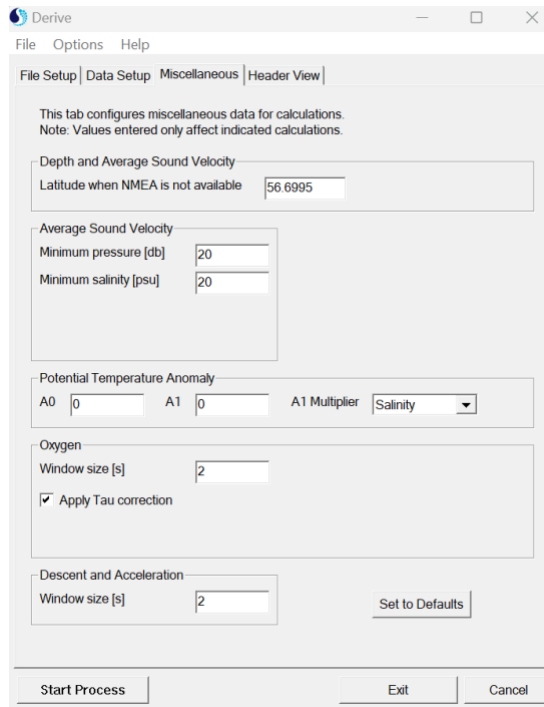 Derive
File Options Help
File Setup Data Setup Miscellaneous Header View
This tab configures miscellaneous data for calculations.
Note: Values entered only affect indicated calculations.
Depth and Average Sound Velocity
Latitude when NMEA is not available 56.6995
Average Sound Velocity
Minimum pressure [db] 20
Minimum salinity [psu] 20
Potential Temperature Anomaly
A0 0 A1 0 A1 Multiplier Salinity
Oxygen
Window size [s] 2
Apply Tau correction
Descent and Acceleration
Window size [s] 2
Set to Defaults
Start Process Exit Cancel